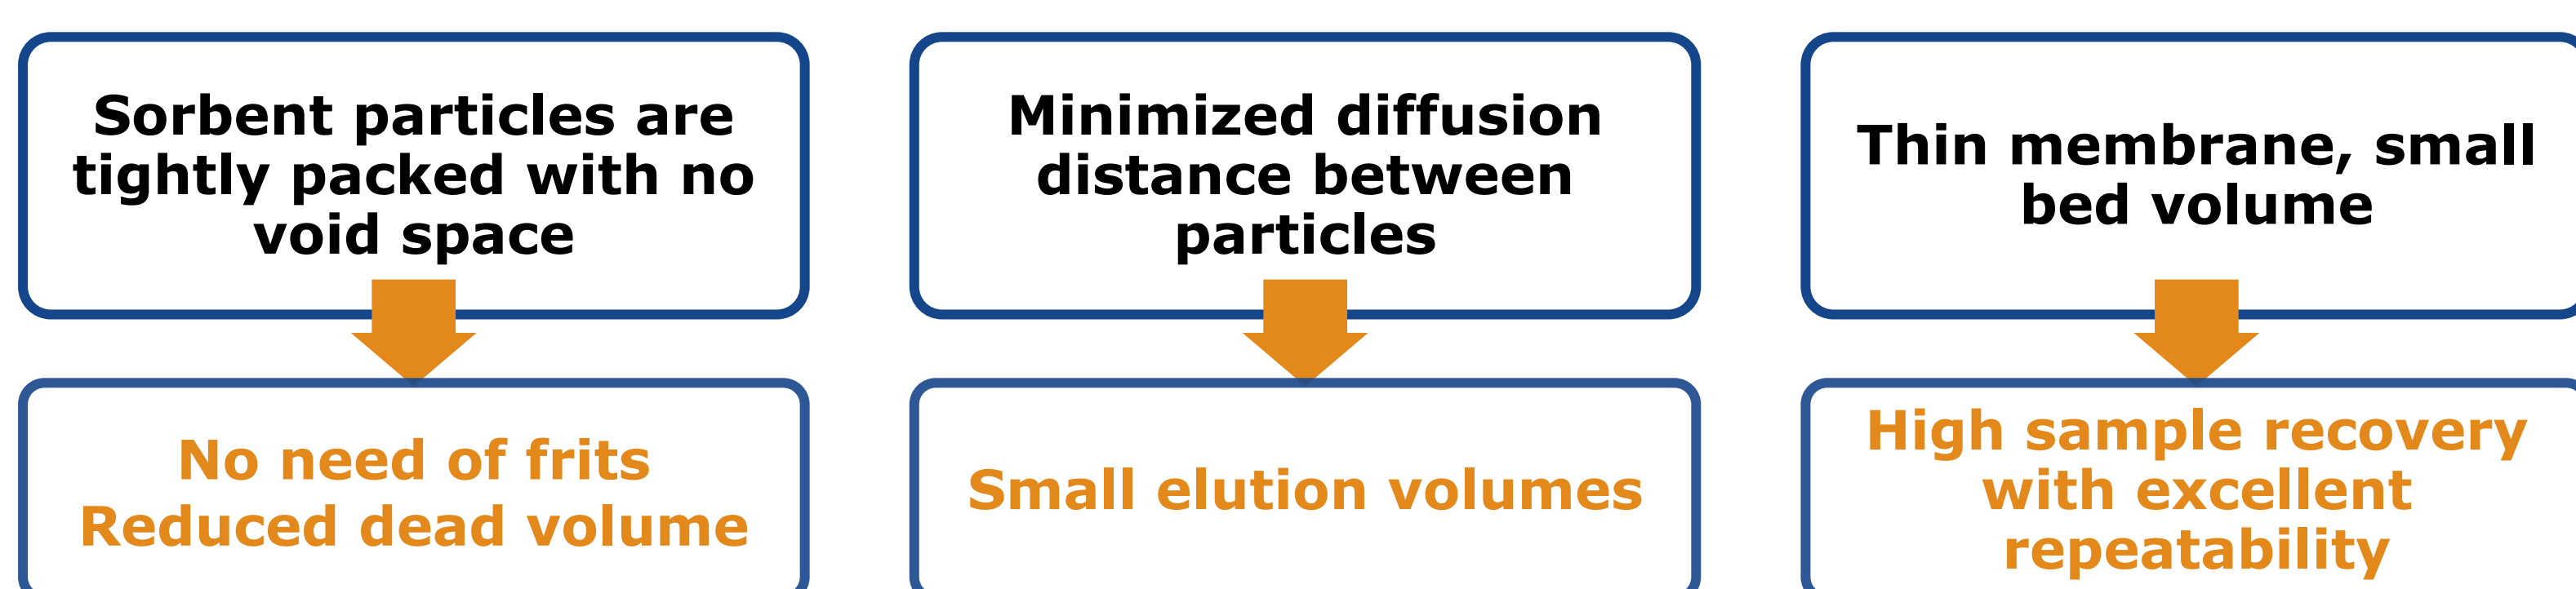 Sorbent particles are
tightly packed with no
void space
Minimized diffusion
distance between
particles
Thin membrane, small
bed volume
No need of frits
Reduced dead volume
Small elution volumes
High sample recovery
with excellent
repeatability